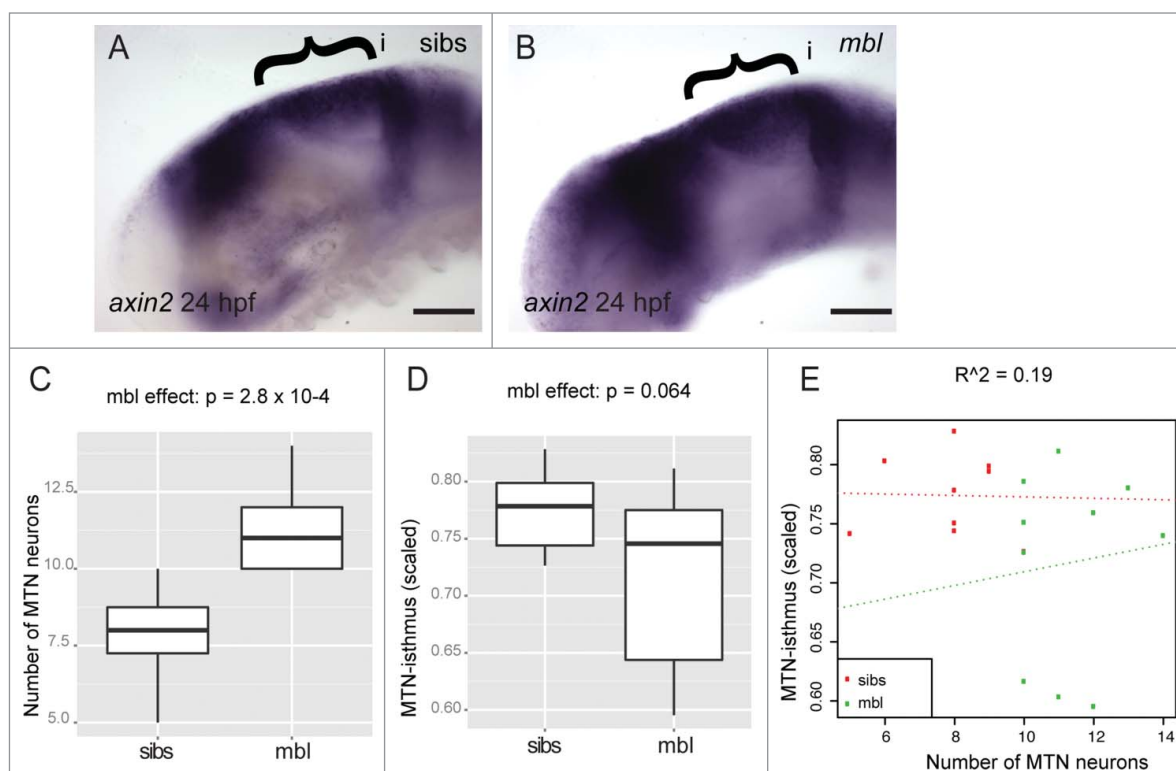 A
i
sibs
axin2 24 hpf
B
i
mbl
axin2 24 hpf
C
mbl effect: p = 2.8 x 10-4
Number of MTN neurons
12.5
10.0
7.5
5.0
sibs
mbl
D
mbl effect: p = 0.064
MTN-isthmus (scaled)
0.80
0.75
0.70
0.65
0.60
sibs
mbl
E
R^2 = 0.19
MTN-isthmus (scaled)
0.80
0.75
0.70
0.65
0.60
sibs
mbl
6 8 10 12 14
Number of MTN neurons